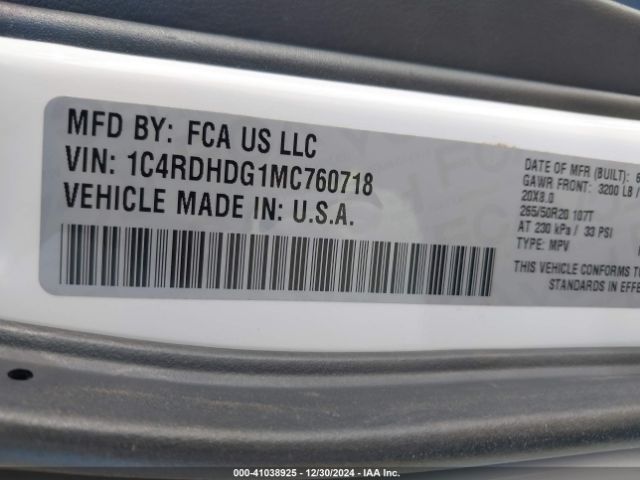 MFD BY: FCA US LLC
VIN: 1C4RDHDG1MC760718
VEHICLE MADE IN: U.S.A.
DATE OF MFR (BUILT): 6
GAWR FRONT: 3200 LB /
20X8.0
265/50R20 107T
AT 230 kPa / 33 PSI
TYPE: MPV
THIS VEHICLE CONFORMS TO
STANDARDS IN EFFE
000-41038925 - 12/30/2024 - IAA Inc.